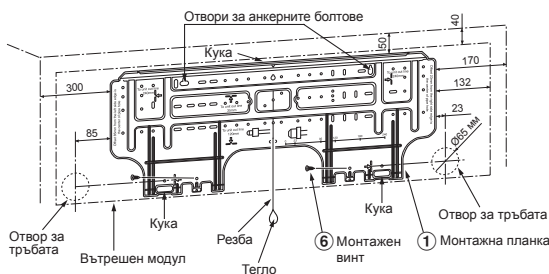 Отвори за анкерните болтове
Кука
40
50
170
300
132
23
85
Ø65 мм
Кука
Кука
Отвор за
тръбата
Вътрешен модул
Резба
Тегло
6 Монтажен
винт
1 Монтажна планка
Отвор за тръбата